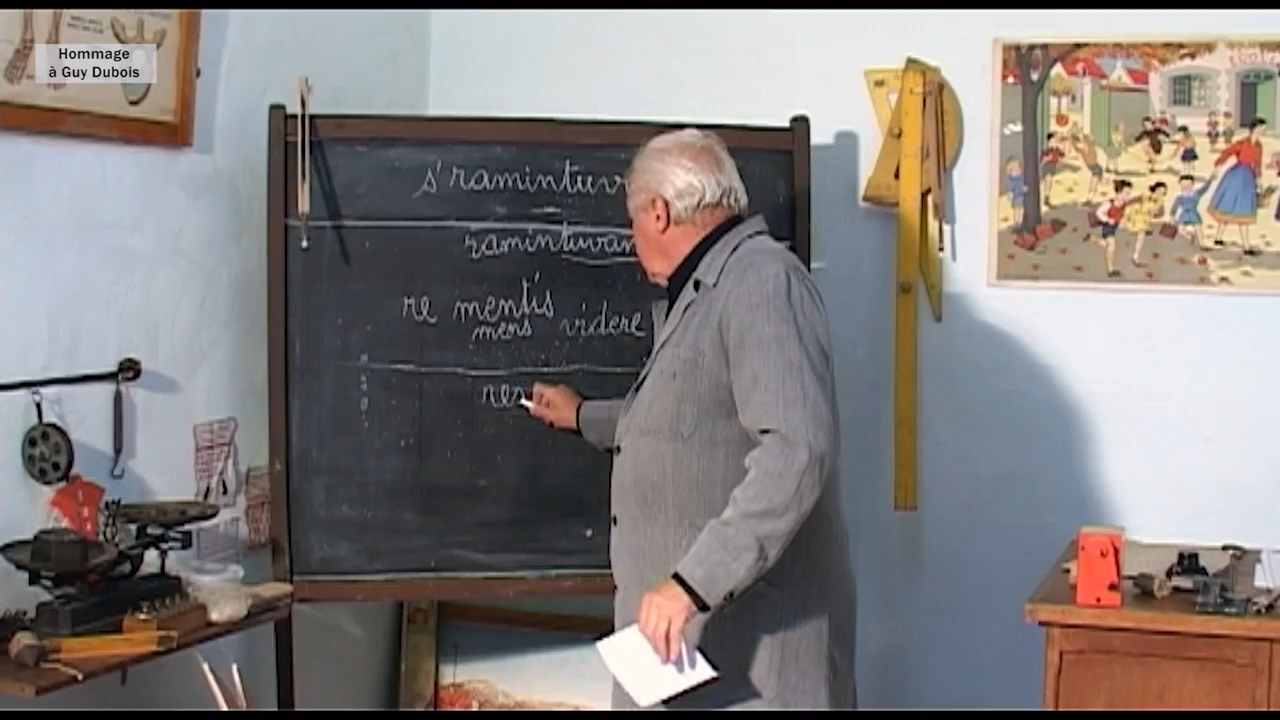 Hommage
à Guy Dubois
s'ramintuv
ramintuvan
re mentis
mens videre
res